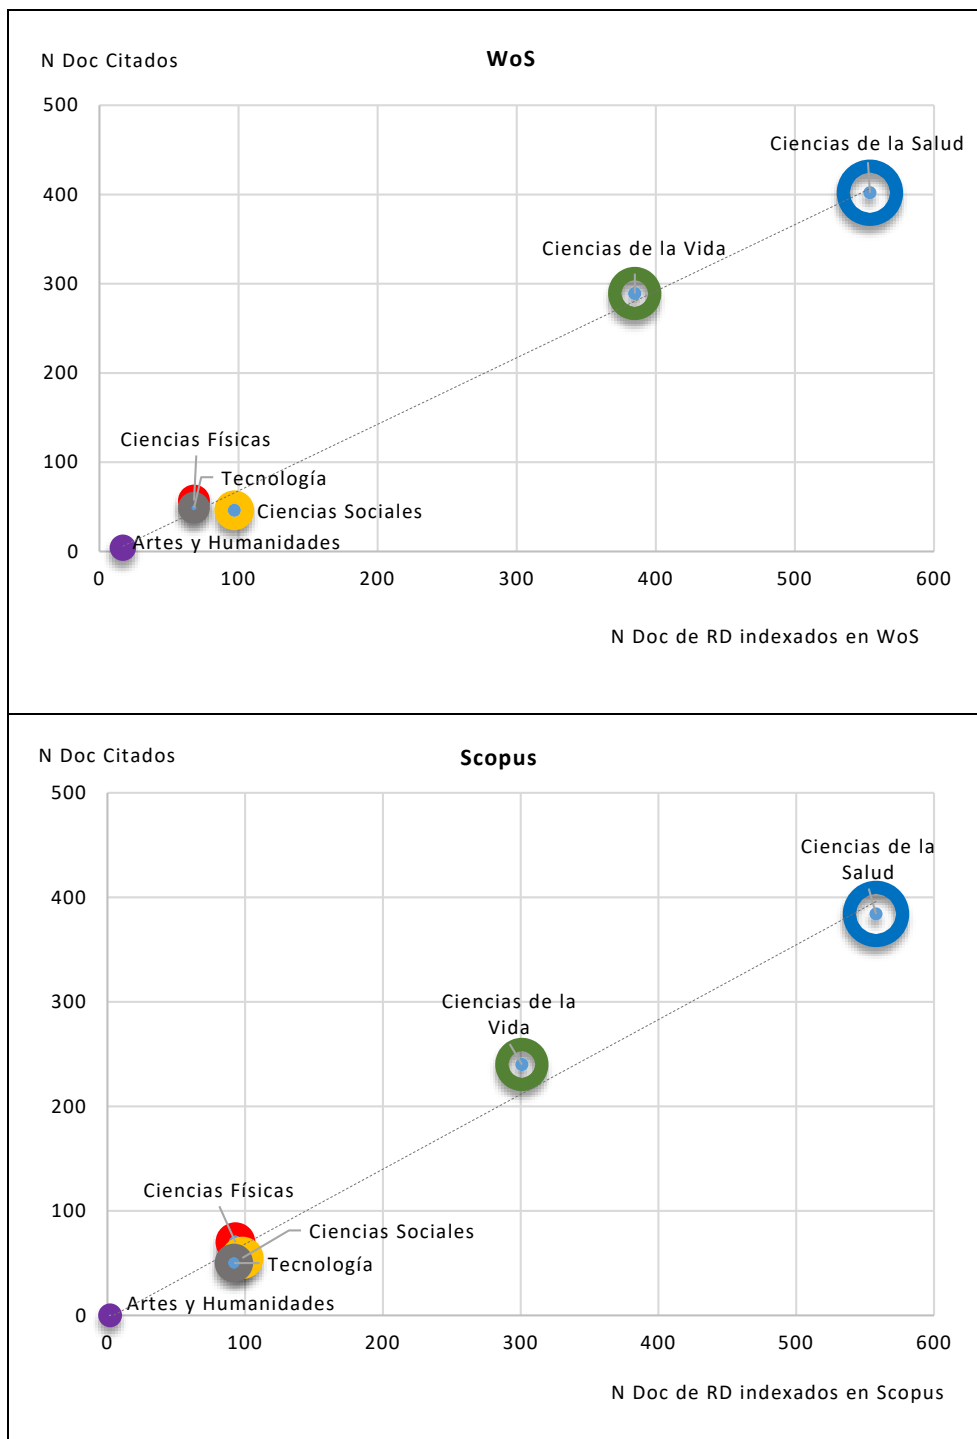 N Doc Citados
WoS
500
Ciencias de la Salud
400
Ciencias de la Vida
300
200
Ciencias Físicas
100
Tecnología
Ciencias Sociales
Artes y Humanidades
0
0 100 200 300 400 500 600
N Doc de RD indexados en WoS
N Doc Citados
Scopus
500
Ciencias de la
Salud
400
300
Ciencias de la
Vida
200
Ciencias Físicas
100
Ciencias Sociales
Tecnología
Artes y Humanidades
0
0 100 200 300 400 500 600
N Doc de RD indexados en Scopus